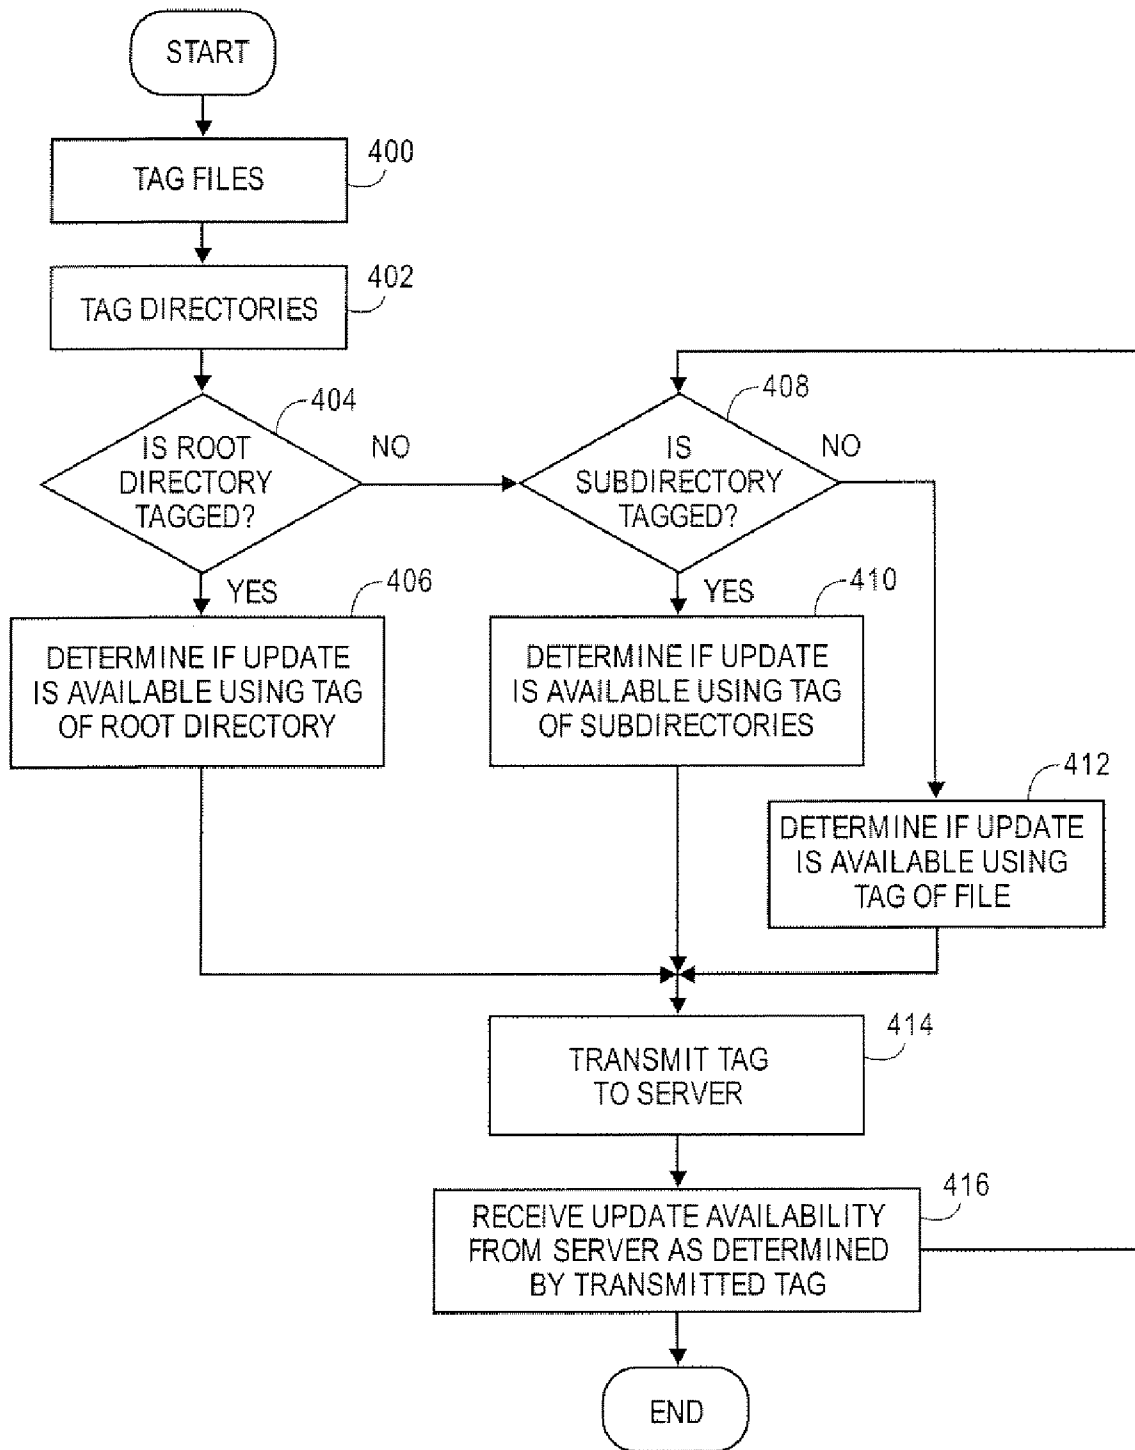 START
TAG FILES
400
TAG DIRECTORIES
402
IS ROOT
DIRECTORY
TAGGED?
404
NO
YES
IS
SUBDIRECTORY
TAGGED?
408
NO
YES
DETERMINE IF UPDATE
IS AVAILABLE USING TAG
OF ROOT DIRECTORY
406
DETERMINE IF UPDATE
IS AVAILABLE USING TAG
OF SUBDIRECTORIES
410
DETERMINE IF UPDATE
IS AVAILABLE USING
TAG OF FILE
412
TRANSMIT TAG
TO SERVER
414
RECEIVE UPDATE AVAILABILITY
FROM SERVER AS DETERMINED
BY TRANSMITTED TAG
416
END